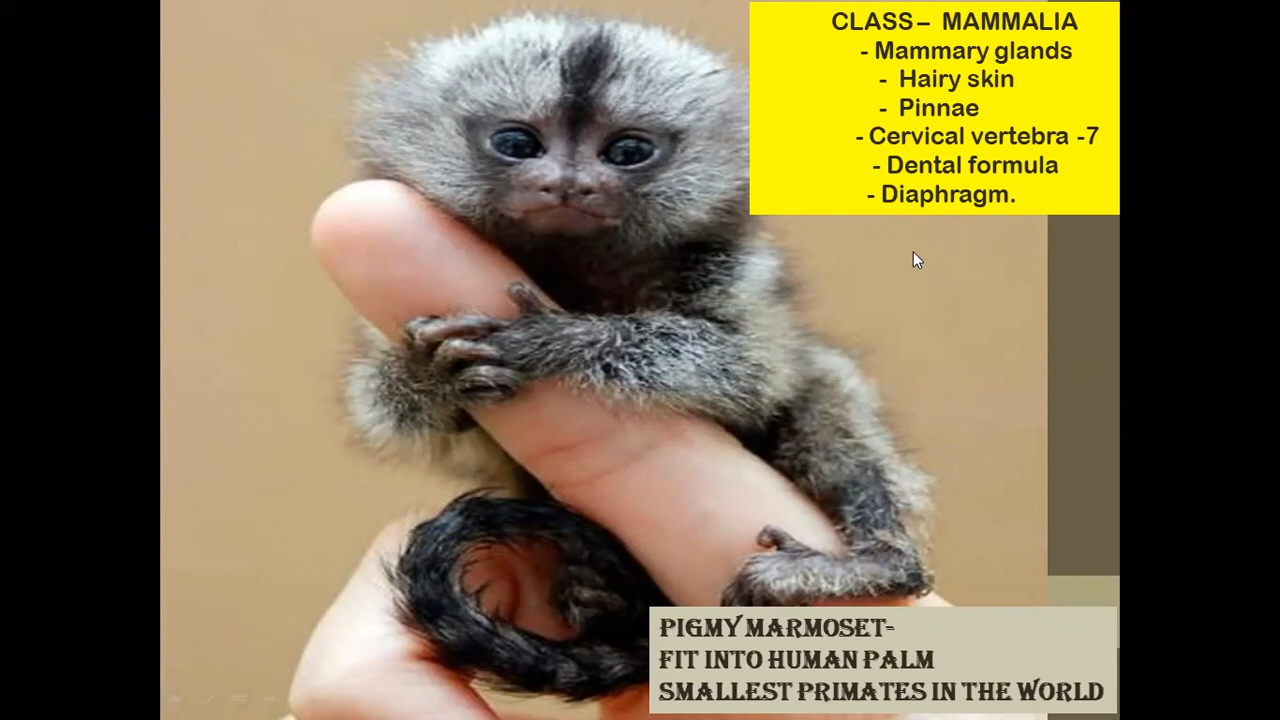 CLASS – MAMMALIA
- Mammary glands
- Hairy skin
- Pinnae
- Cervical vertebra -7
- Dental formula
- Diaphragm.
PIGMY MARMOSET-
FIT INTO HUMAN PALM
SMALLEST PRIMATES IN THE WORLD